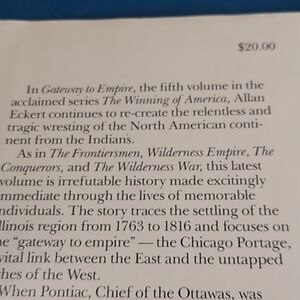 $20.00
In Gateway to Empire, the fifth volume in the
acclaimed series The Winning of America, Allan
Eckert continues to re-create the relentless and
tragic wresting of the North American conti-
nent from the Indians.
As in The Frontiersmen, Wilderness Empire, The
Conquerors, and The Wilderness War, this latest
volume is irrefutable history made excitingly
mmediate through the lives of memorable
ndividuals. The story traces the settling of the
llinois region from 1763 to 1816 and focuses on
e "gateway to empire" — the Chicago Portage,
vital link between the East and the untapped
hes of the West.
When Pontiac, Chief of the Ottawas, was